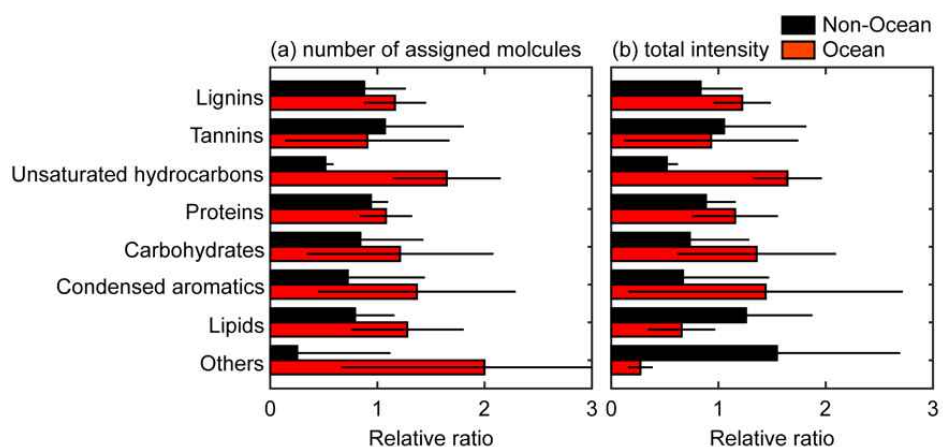 Non-Ocean
Ocean
(a) number of assigned molcules
(b) total intensity
Lignins
Tannins
Unsaturated hydrocarbons
Proteins
Carbohydrates
Condensed aromatics
Lipids
Others
0 1 2 3
0 1 2 3
Relative ratio
Relative ratio